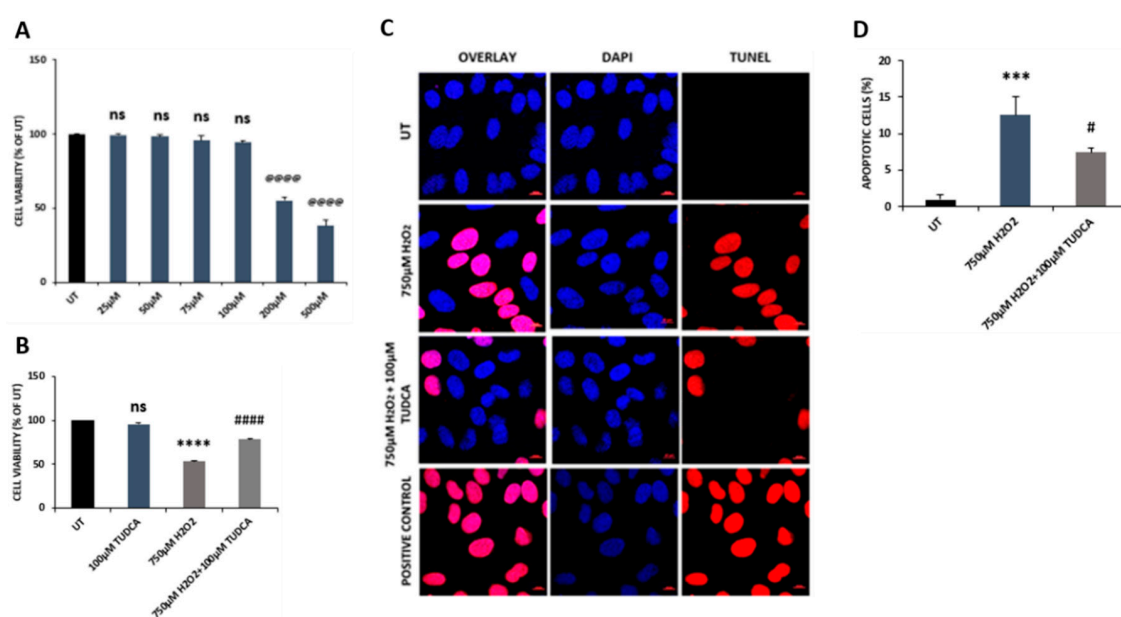 A
150
100
50
0
CELL VIABILITY (% OF UT)
ns
ns
ns
ns
@@@@
@@@@
UT
25µM
50µM
75µM
100µM
200µM
500µM
B
150
100
50
0
CELL VIABILITY (% OF UT)
ns
****
####
UT
100µM TUDCA
750µM H2O2
750µM H2O2+100µM TUDCA
C
OVERLAY
DAPI
TUNEL
UT
750µM H2O2
750µM H2O2 + 100µM
TUDCA
POSITIVE CONTROL
D
20
15
10
5
0
APOPTOTIC CELLS (%)
***
#
UT
750µM H2O2
750µM H2O2+100µM TUDCA